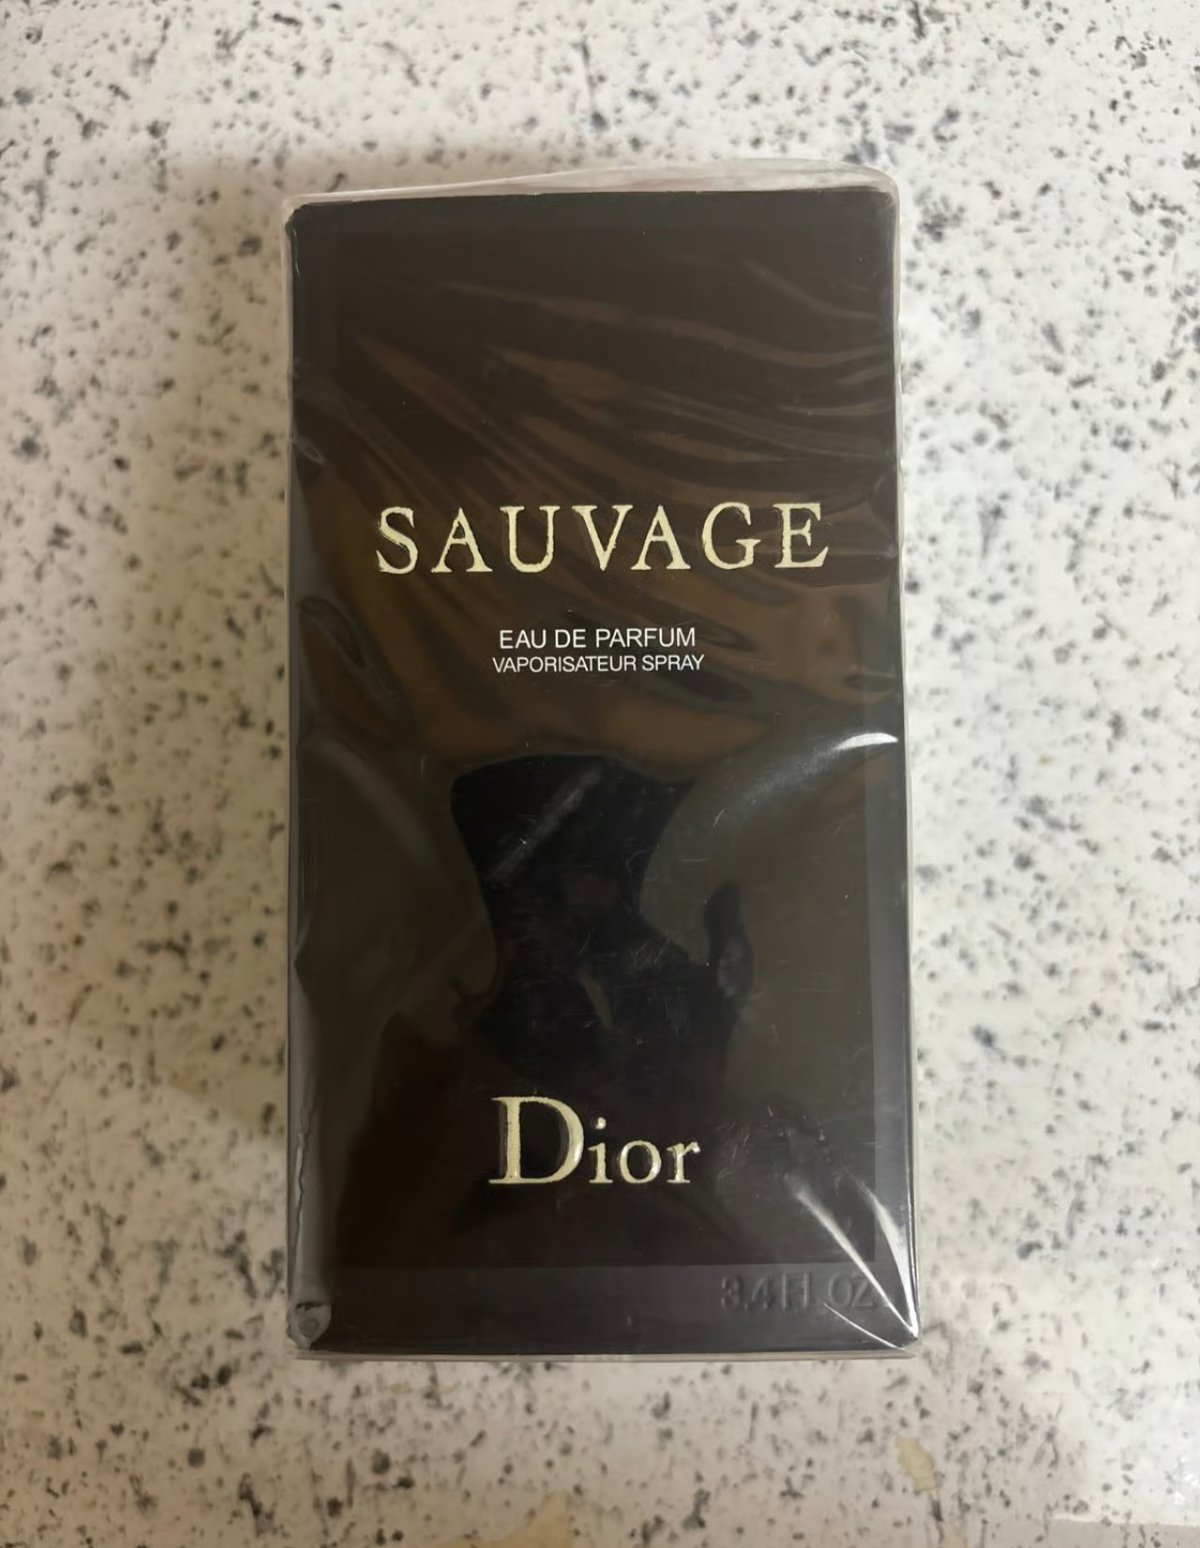 SAUVAGE
EAU DE PARFUM
VAPORISATEUR SPRAY
Dior
3.4 FL.OZ